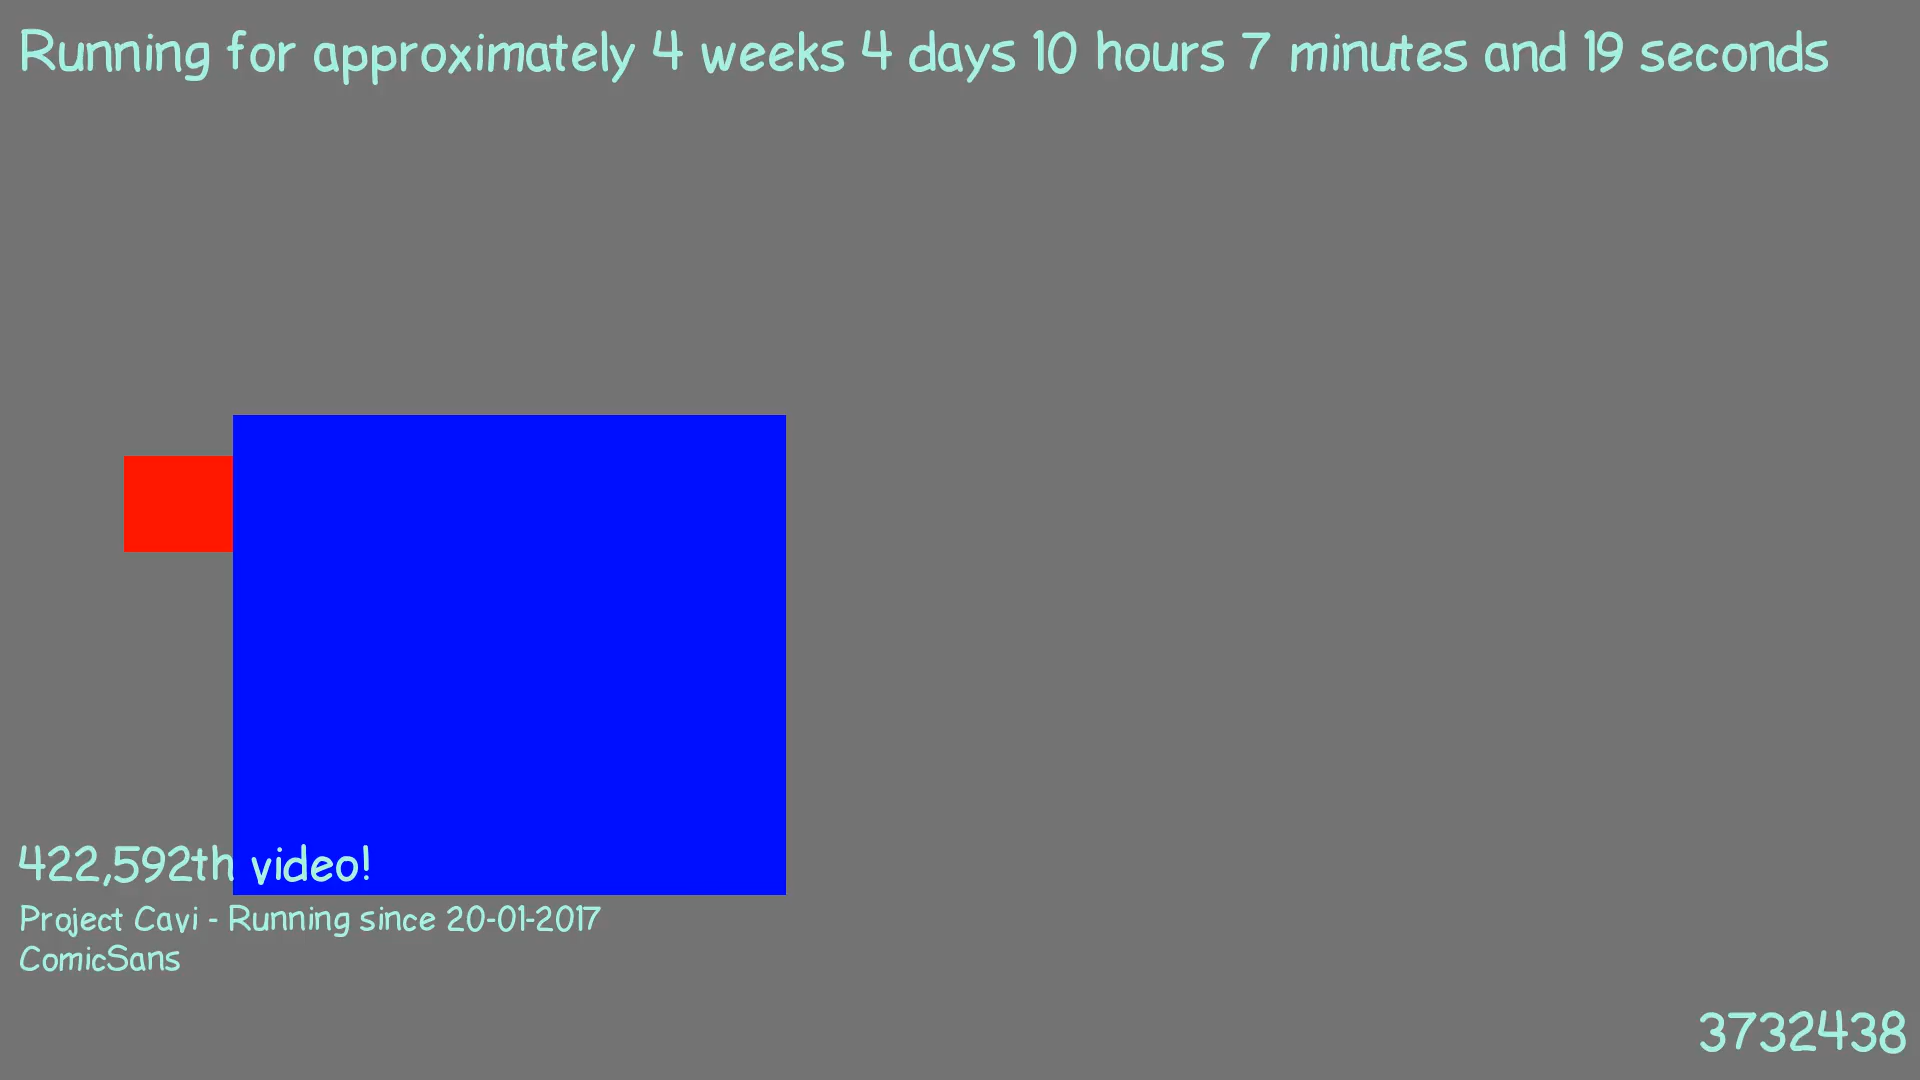 Running for approximately 4 weeks 4 days 10 hours 7 minutes and 19 seconds
422,592th video!
Project Cavi - Running since 20-01-2017
ComicSans
3732438